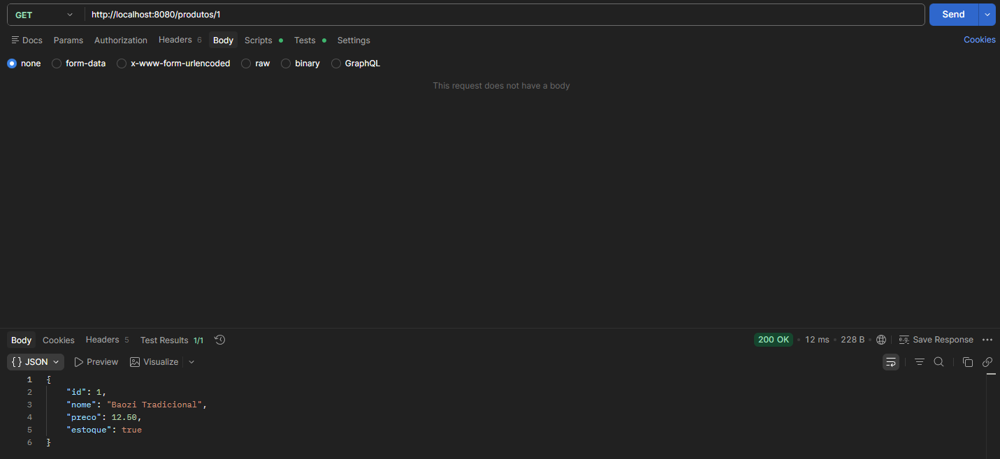 GET http://localhost:8080/produtos/1 Send
Docs Params Authorization Headers 6 Body Scripts Tests Settings Cookies
none form-data x-www-form-urlencoded raw binary GraphQL
This request does not have a body
Body Cookies Headers 5 Test Results 1/1 200 OK • 12 ms • 228 B • e.g. Save Response
{} JSON Preview Visualize
1 {
2 "id": 1,
3 "nome": "Baozi Tradicional",
4 "preco": 12.50,
5 "estoque": true
6 }